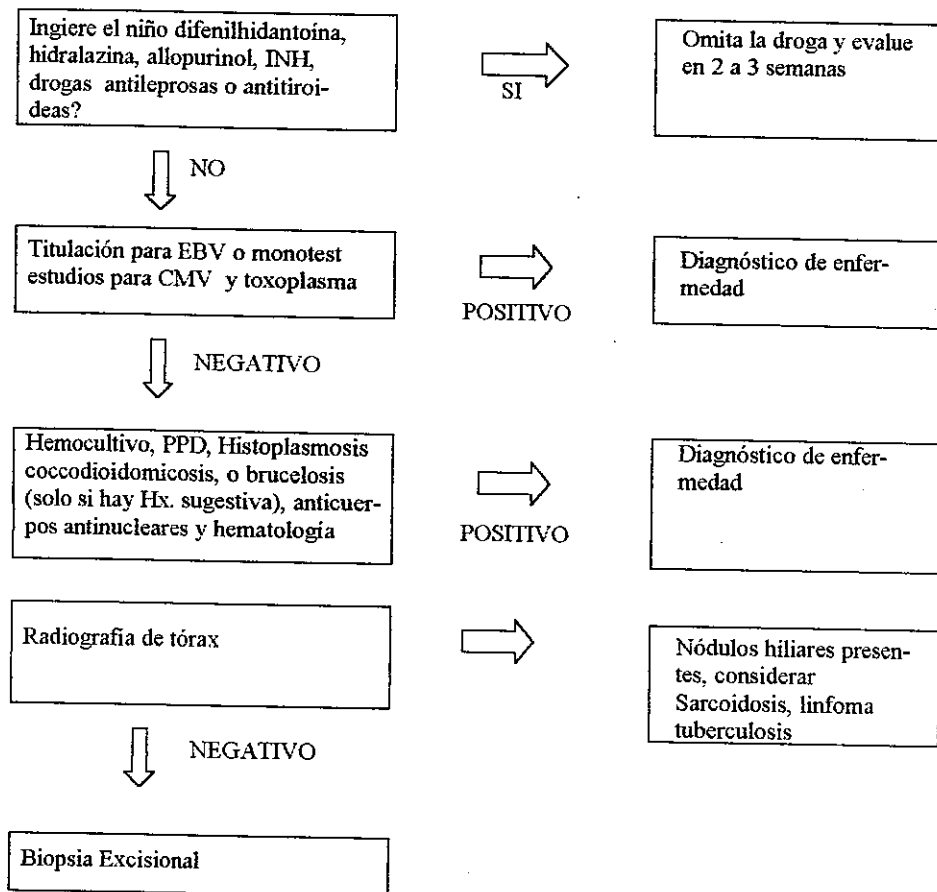 Ingiere el niño difenilhidantoína,
hidralazina, allopurinol, INH,
drogas antileprosas o antitiroi-
deas?
SI
Omita la droga y evalue
en 2 a 3 semanas
NO
Titulación para EBV o monotest
estudios para CMV y toxoplasma
POSITIVO
Diagnóstico de enfer-
medad
NEGATIVO
Hemocultivo, PPD, Histoplasmosis
coccodioidomicosis, o brucelosis
(solo si hay Hx. sugestiva), anticuer-
pos antinucleares y hematología
POSITIVO
Diagnóstico de enfer-
medad
Radiografia de tórax
Nódulos hiliares presen-
tes, considerar
Sarcoidosis, linfoma
tuberculosis
NEGATIVO
Biopsia Excisional